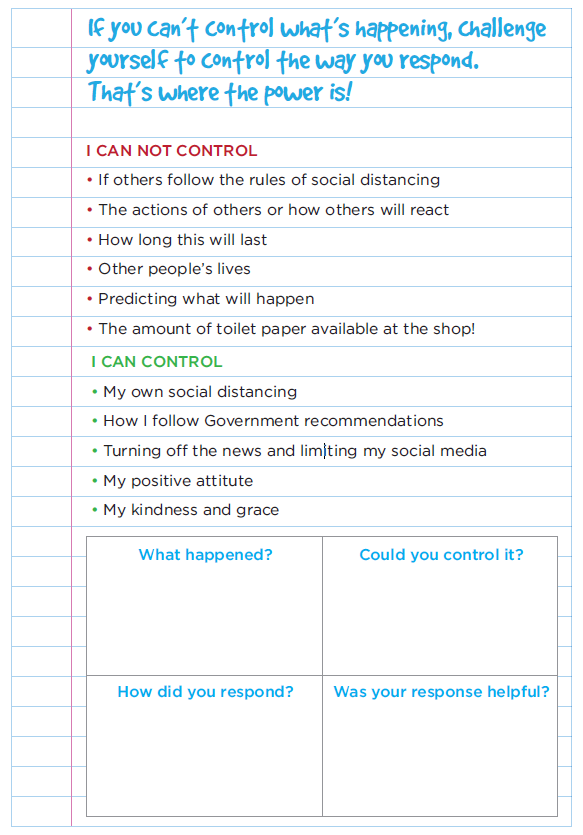 If you can't control what's happening, challenge
yourself to control the way you respond.
That's where the power is!
I CAN NOT CONTROL
• If others follow the rules of social distancing
• The actions of others or how others will react
• How long this will last
• Other people's lives
• Predicting what will happen
• The amount of toilet paper available at the shop!
I CAN CONTROL
• My own social distancing
• How I follow Government recommendations
• Turning off the news and limiting my social media
• My positive attitute
• My kindness and grace
What happened?
Could you control it?
How did you respond?
Was your response helpful?